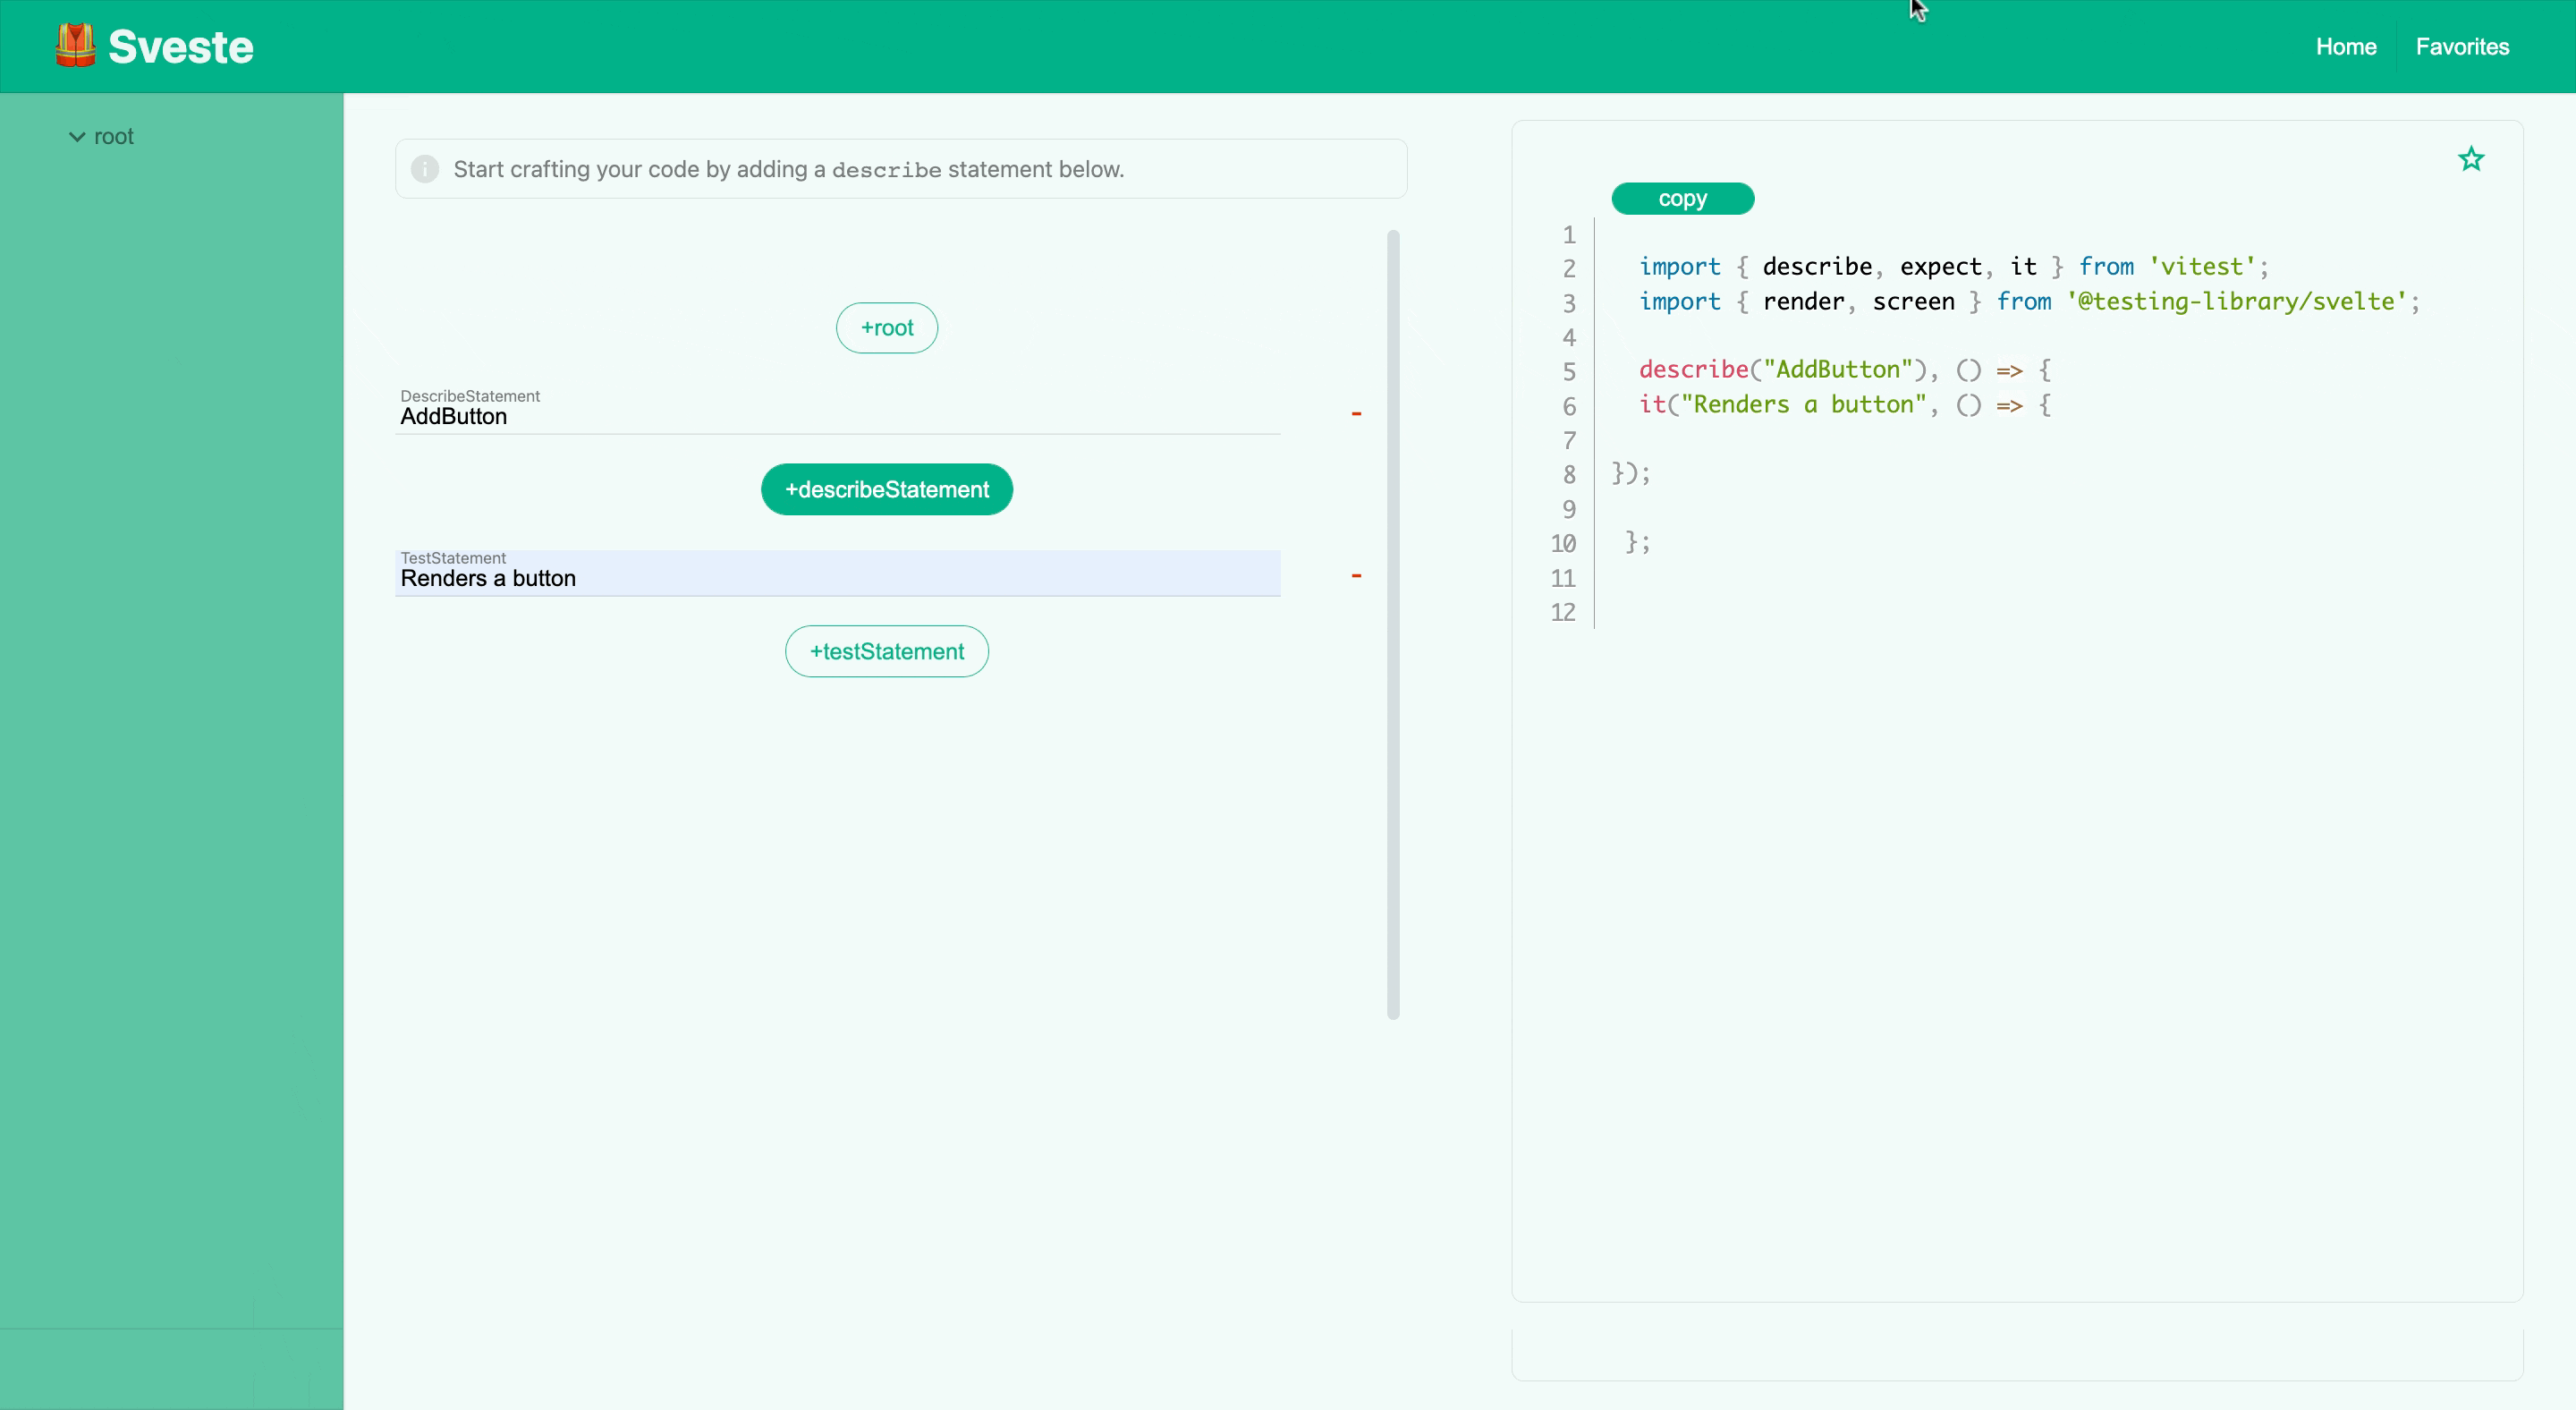 Sveste
Home
Favorites
root
Start crafting your code by adding a describe statement below.
+root
DescribeStatement
AddButton
-
+describeStatement
TestStatement
Renders a button
-
+testStatement
copy
1
2 import { describe, expect, it } from 'vitest';
3 import { render, screen } from '@testing-library/svelte';
4
5 describe("AddButton"), () => {
6 it("Renders a button", () => {
7
8 });
9
10 };
11
12